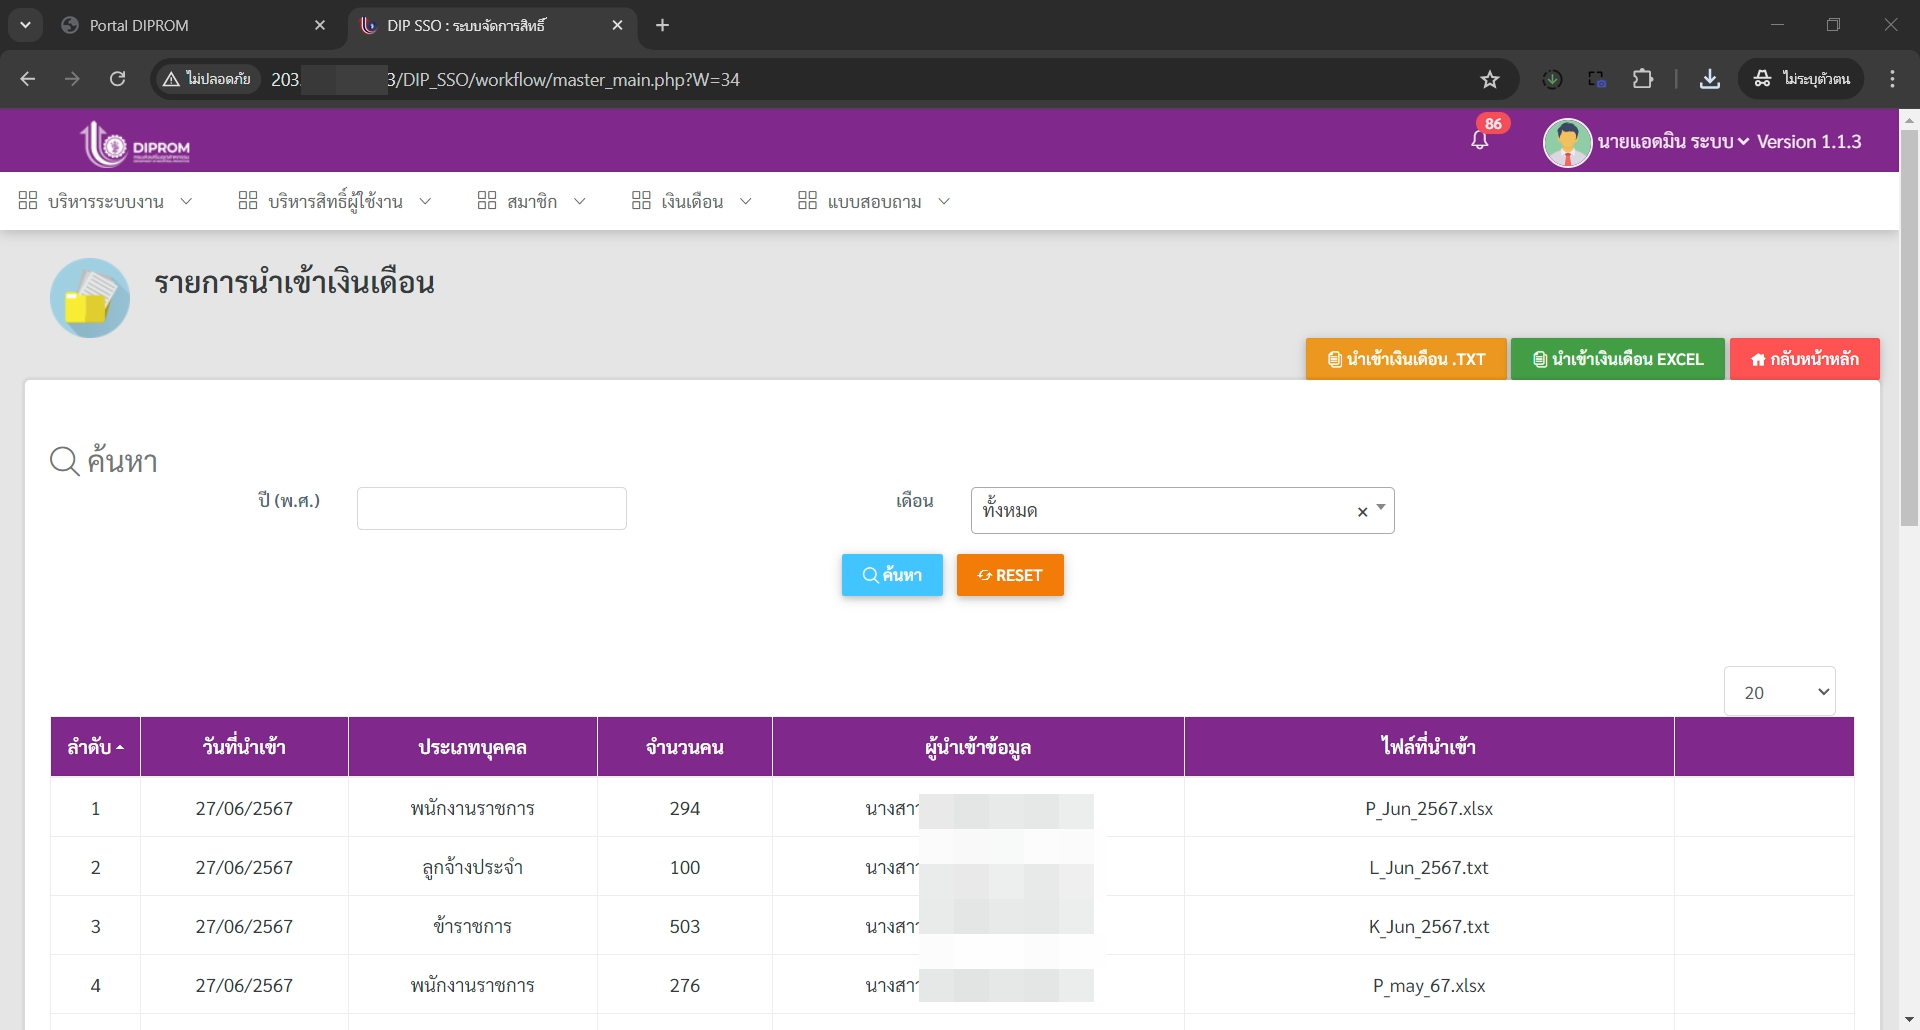 Portal DIPROM
DIP SSO : ระบบจัดการสิทธิ์
ไม่ปลอดภัย 203. 3/DIP_SSO/workflow/master_main.php?W=34 ไม่ระบุตัวตน
DIPROM
86 นายแอดมิน ระบบ Version 1.1.3
บริหารระบบงาน บริหารสิทธิ์ผู้ใช้งาน สมาชิก เงินเดือน แบบสอบถาม
รายการนำเข้าเงินเดือน
นำเข้าเงินเดือน .TXT นำเข้าเงินเดือน EXCEL กลับหน้าหลัก
ค้นหา
ปี (พ.ศ.) เดือน ทั้งหมด
ค้นหา RESET
20
ลำดับ วันที่นำเข้า ประเภทบุคคล จำนวนคน ผู้นำเข้าข้อมูล ไฟล์ที่นำเข้า
1 27/06/2567 พนักงานราชการ 294 นางสาว P_Jun_2567.xlsx
2 27/06/2567 ลูกจ้างประจำ 100 นางสาว L_Jun_2567.txt
3 27/06/2567 ข้าราชการ 503 นางสาว K_Jun_2567.txt
4 27/06/2567 พนักงานราชการ 276 นางสาว P_may_67.xlsx